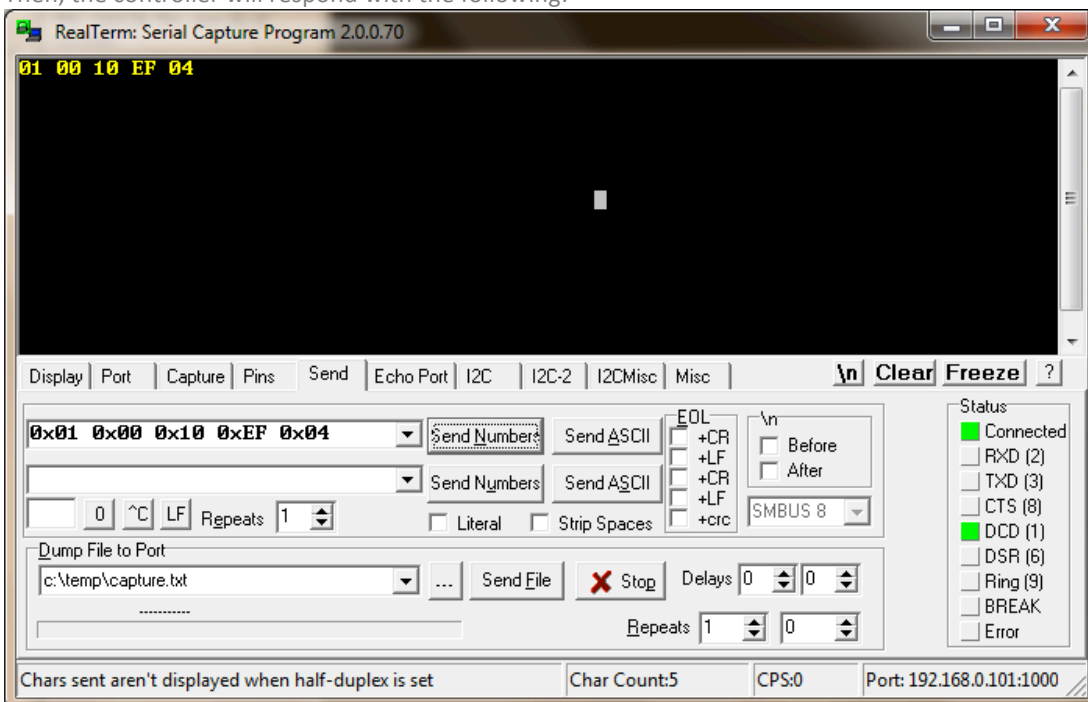 Then, the controller will respond with the following:
RealTerm: Serial Capture Program 2.0.0.70
01 00 10 EF 04
Display Port Capture Pins Send Echo Port I2C I2C-2 I2CMisc Misc \n Clear Freeze ?
0x01 0x00 0x10 0xEF 0x04 Send Numbers Send ASCII
Send Numbers Send ASCII
0 ^C LF Repeats 1 Literal Strip Spaces
EOL
+CR
+LF
+CR
+LF
+crc
\n
Before
After
SMBUS 8
Dump File to Port
c:\temp\capture.txt ... Send File Stop Delays 0 0
-----------
Repeats 1 0
Status
Connected
RXD (2)
TXD (3)
CTS (8)
DCD (1)
DSR (6)
Ring (9)
BREAK
Error
Chars sent aren't displayed when half-duplex is set Char Count:5 CPS:0 Port: 192.168.0.101:1000